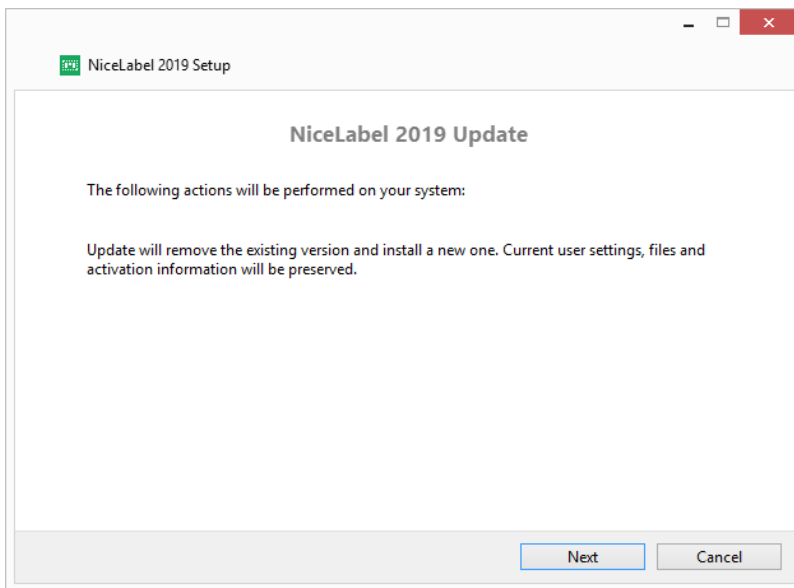 NiceLabel 2019 Setup
NiceLabel 2019 Update
The following actions will be performed on your system:
Update will remove the existing version and install a new one. Current user settings, files and
activation information will be preserved.
Next
Cancel